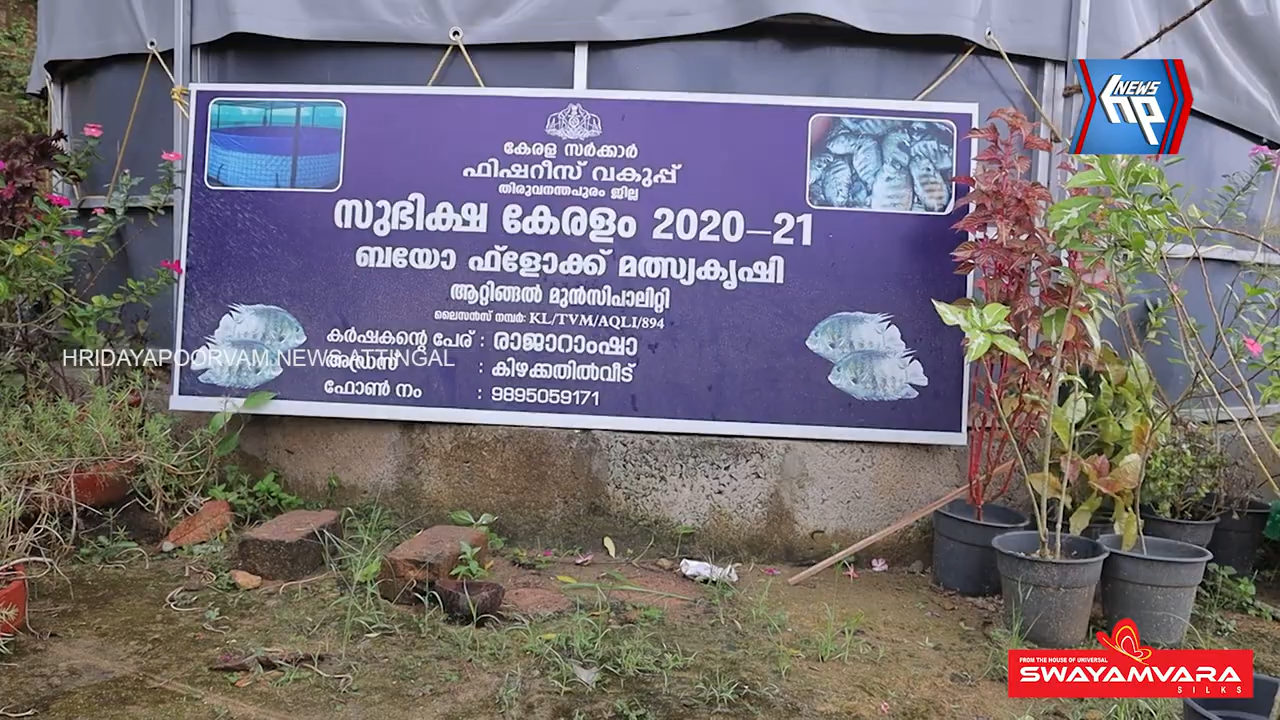 NEWS
hp
കേരള സർക്കാർ
ഫിഷറീസ് വകുപ്പ്
തിരുവനന്തപുരം ജില്ല
സുഭിക്ഷ കേരളം 2020–21
ബയോ ഫ്ളോക്ക് മത്സ്യകൃഷി
ആറ്റിങ്ങൽ മുൻസിപാലിറ്റി
ലൈസൻസ് നമ്പർ: KL/TVM/AQLI/894
കർഷകന്റെ പേര് : രാജാറാംഷാ
HRIDAYAPOORVAM NEWS ATTINGAL
അഡ്രസ് : കിഴക്കതിൽവീട്
ഫോൺ നം : 9895059171
FROM THE HOUSE OF UNIVERSAL
SWAYAMVARA
SILKS